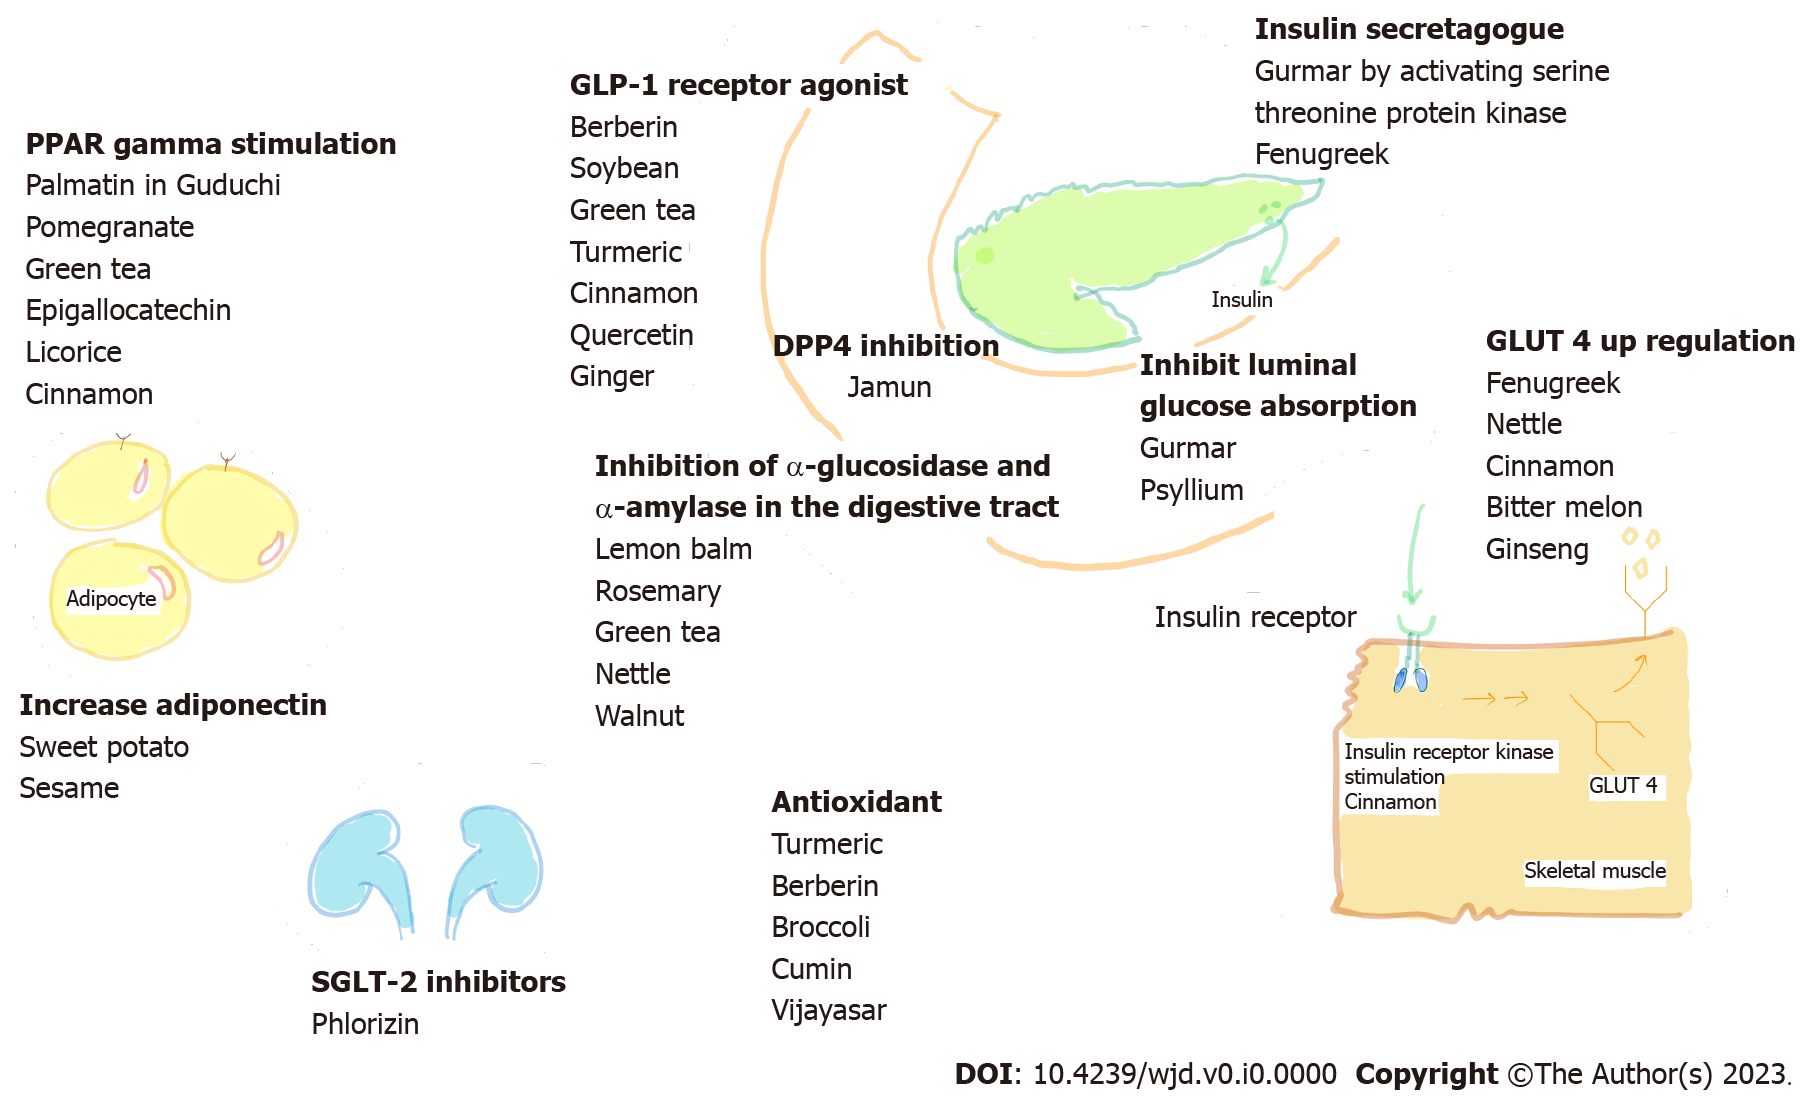 PPAR gamma stimulation
Palmatin in Guduchi
Pomegranate
Green tea
Epigallocatechin
Licorice
Cinnamon
Adipocyte
Increase adiponectin
Sweet potato
Sesame
SGLT-2 inhibitors
Phlorizin
GLP-1 receptor agonist
Berberin
Soybean
Green tea
Turmeric
Cinnamon
Quercetin
Ginger
DPP4 inhibition
Jamun
Inhibition of α-glucosidase and
α-amylase in the digestive tract
Lemon balm
Rosemary
Green tea
Nettle
Walnut
Antioxidant
Turmeric
Berberin
Broccoli
Cumin
Vijayasar
Insulin secretagogue
Gurmar by activating serine
threonine protein kinase
Fenugreek
Insulin
Inhibit luminal
glucose absorption
Gurmar
Psyllium
GLUT 4 up regulation
Fenugreek
Nettle
Cinnamon
Bitter melon
Ginseng
Insulin receptor
Insulin receptor kinase
stimulation
Cinnamon
GLUT 4
Skeletal muscle
DOI: 10.4239/wjd.v0.i0.0000 Copyright ©The Author(s) 2023.